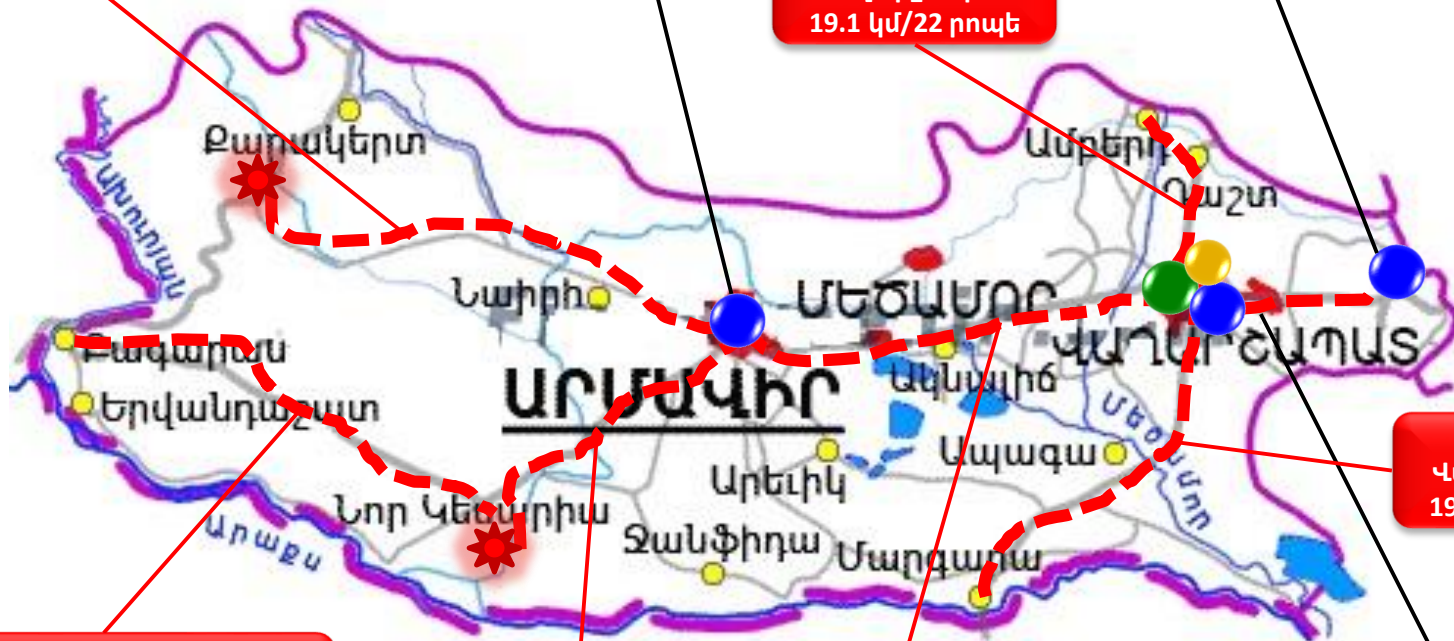 19.1 կմ/22 րոպե
Քարակերտ
Ամբերդ
Դաշտ
Ախուրյան
Նաիրի
ՄԵԾԱՄՈՐ
ՎԱՂԱՐՇԱՊԱՏ
Բագարան
Ակնալիճ
Երվանդաշատ
ԱՐՄԱՎԻՐ
Մեծամոր
Ապագա
Արեւիկ
Նոր Կեսարիա
Արաքս
Ջանֆիդա
Մարգարա
19